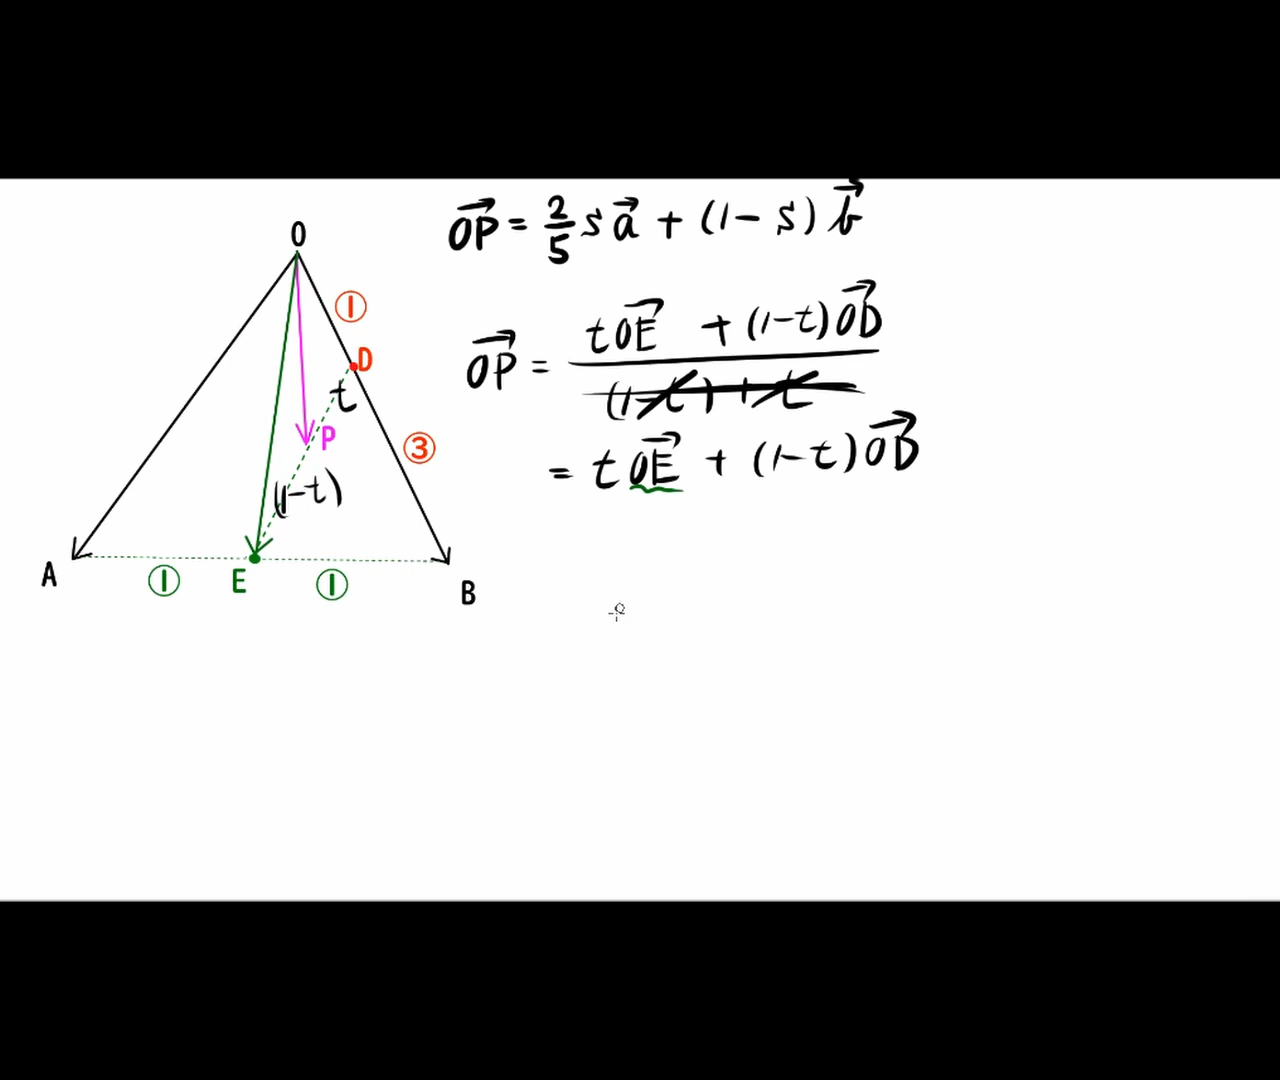 O
①
D
t
③
P
(1-t)
A
①
E
①
B
→OP = 2/5 s→a + (1-s)→b
→OP = t→OE + (1-t)→OD / (1-t)+t
= t→OE + (1-t)→OD